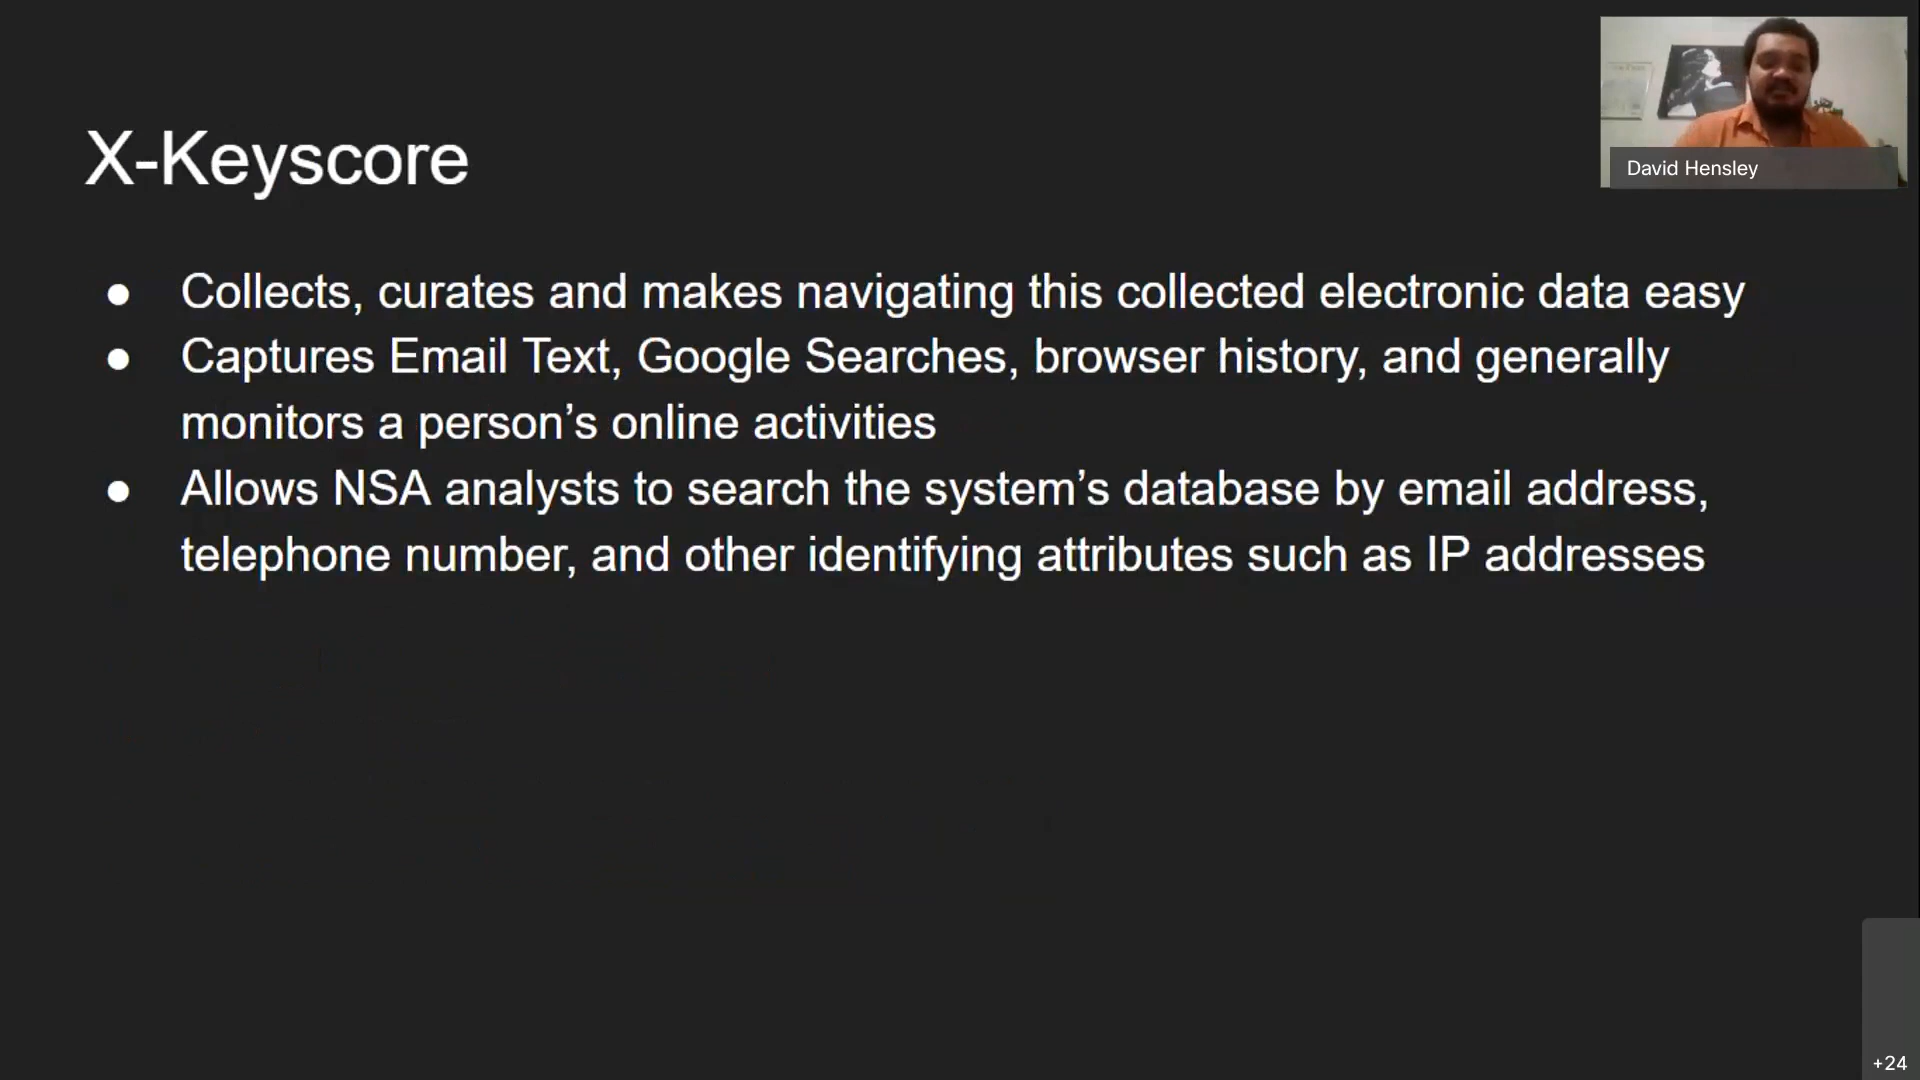 X-Keyscore
David Hensley
● Collects, curates and makes navigating this collected electronic data easy
● Captures Email Text, Google Searches, browser history, and generally
monitors a person’s online activities
● Allows NSA analysts to search the system’s database by email address,
telephone number, and other identifying attributes such as IP addresses
+24